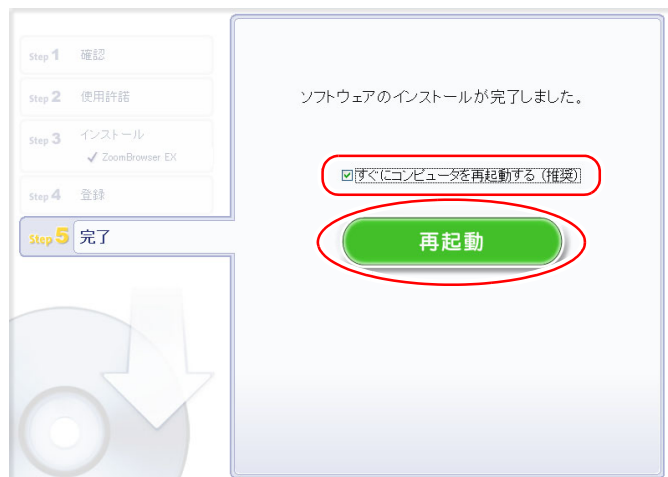 Step 1 確認
Step 2 使用許諾
Step 3 インストール
✓ ZoomBrowser EX
Step 4 登録
Step 5 完了
ソフトウェアのインストールが完了しました。
すぐにコンピュータを再起動する（推奨）
再起動